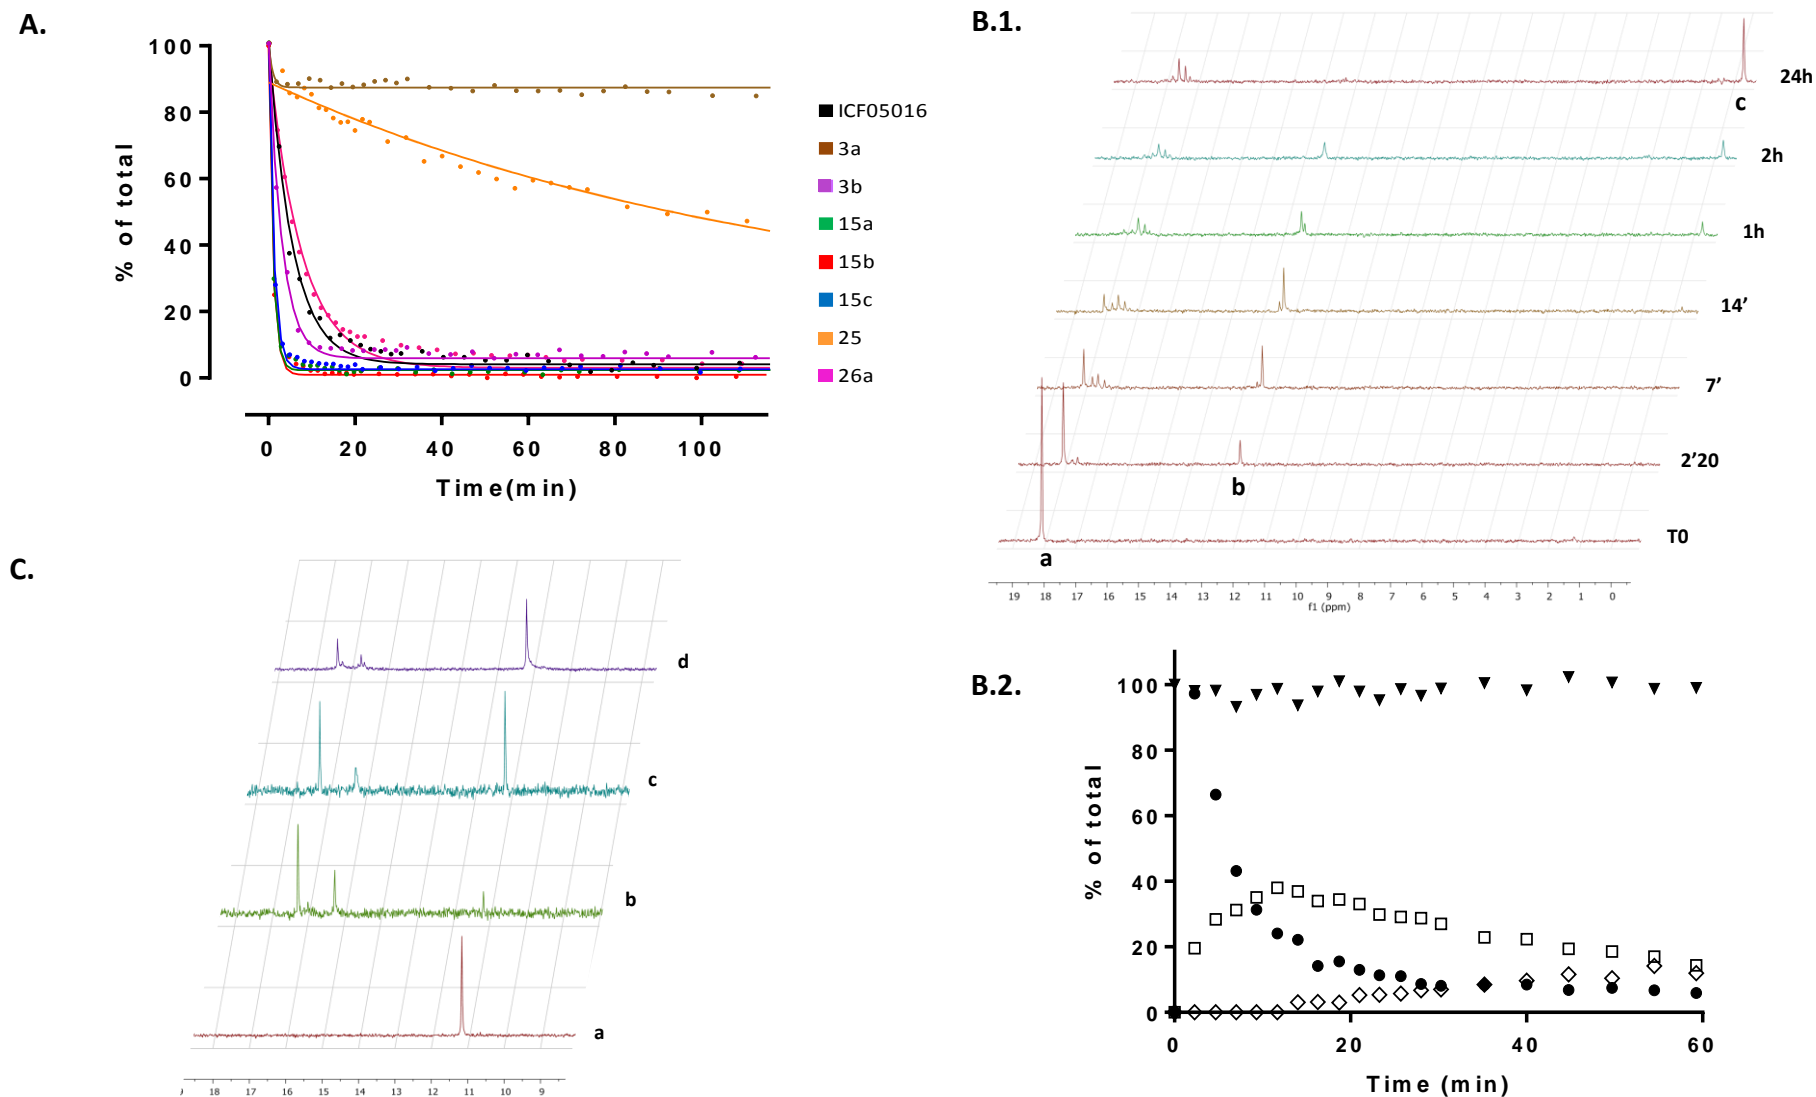 A.
100
80
60
40
20
0
% of total
0 20 40 60 80 100
Time(min)
ICF05016
3a
3b
15a
15b
15c
25
26a
B.1.
24h
c
2h
1h
14’
7’
2’20
b
T0
a
19 18 17 16 15 14 13 12 11 10 9 8 7 6 5 4 3 2 1 0
f1 (ppm)
C.
d
c
b
a
18 17 16 15 14 13 12 11 10 9
B.2.
100
80
60
40
20
0
% of total
0 20 40 60
Time (min)